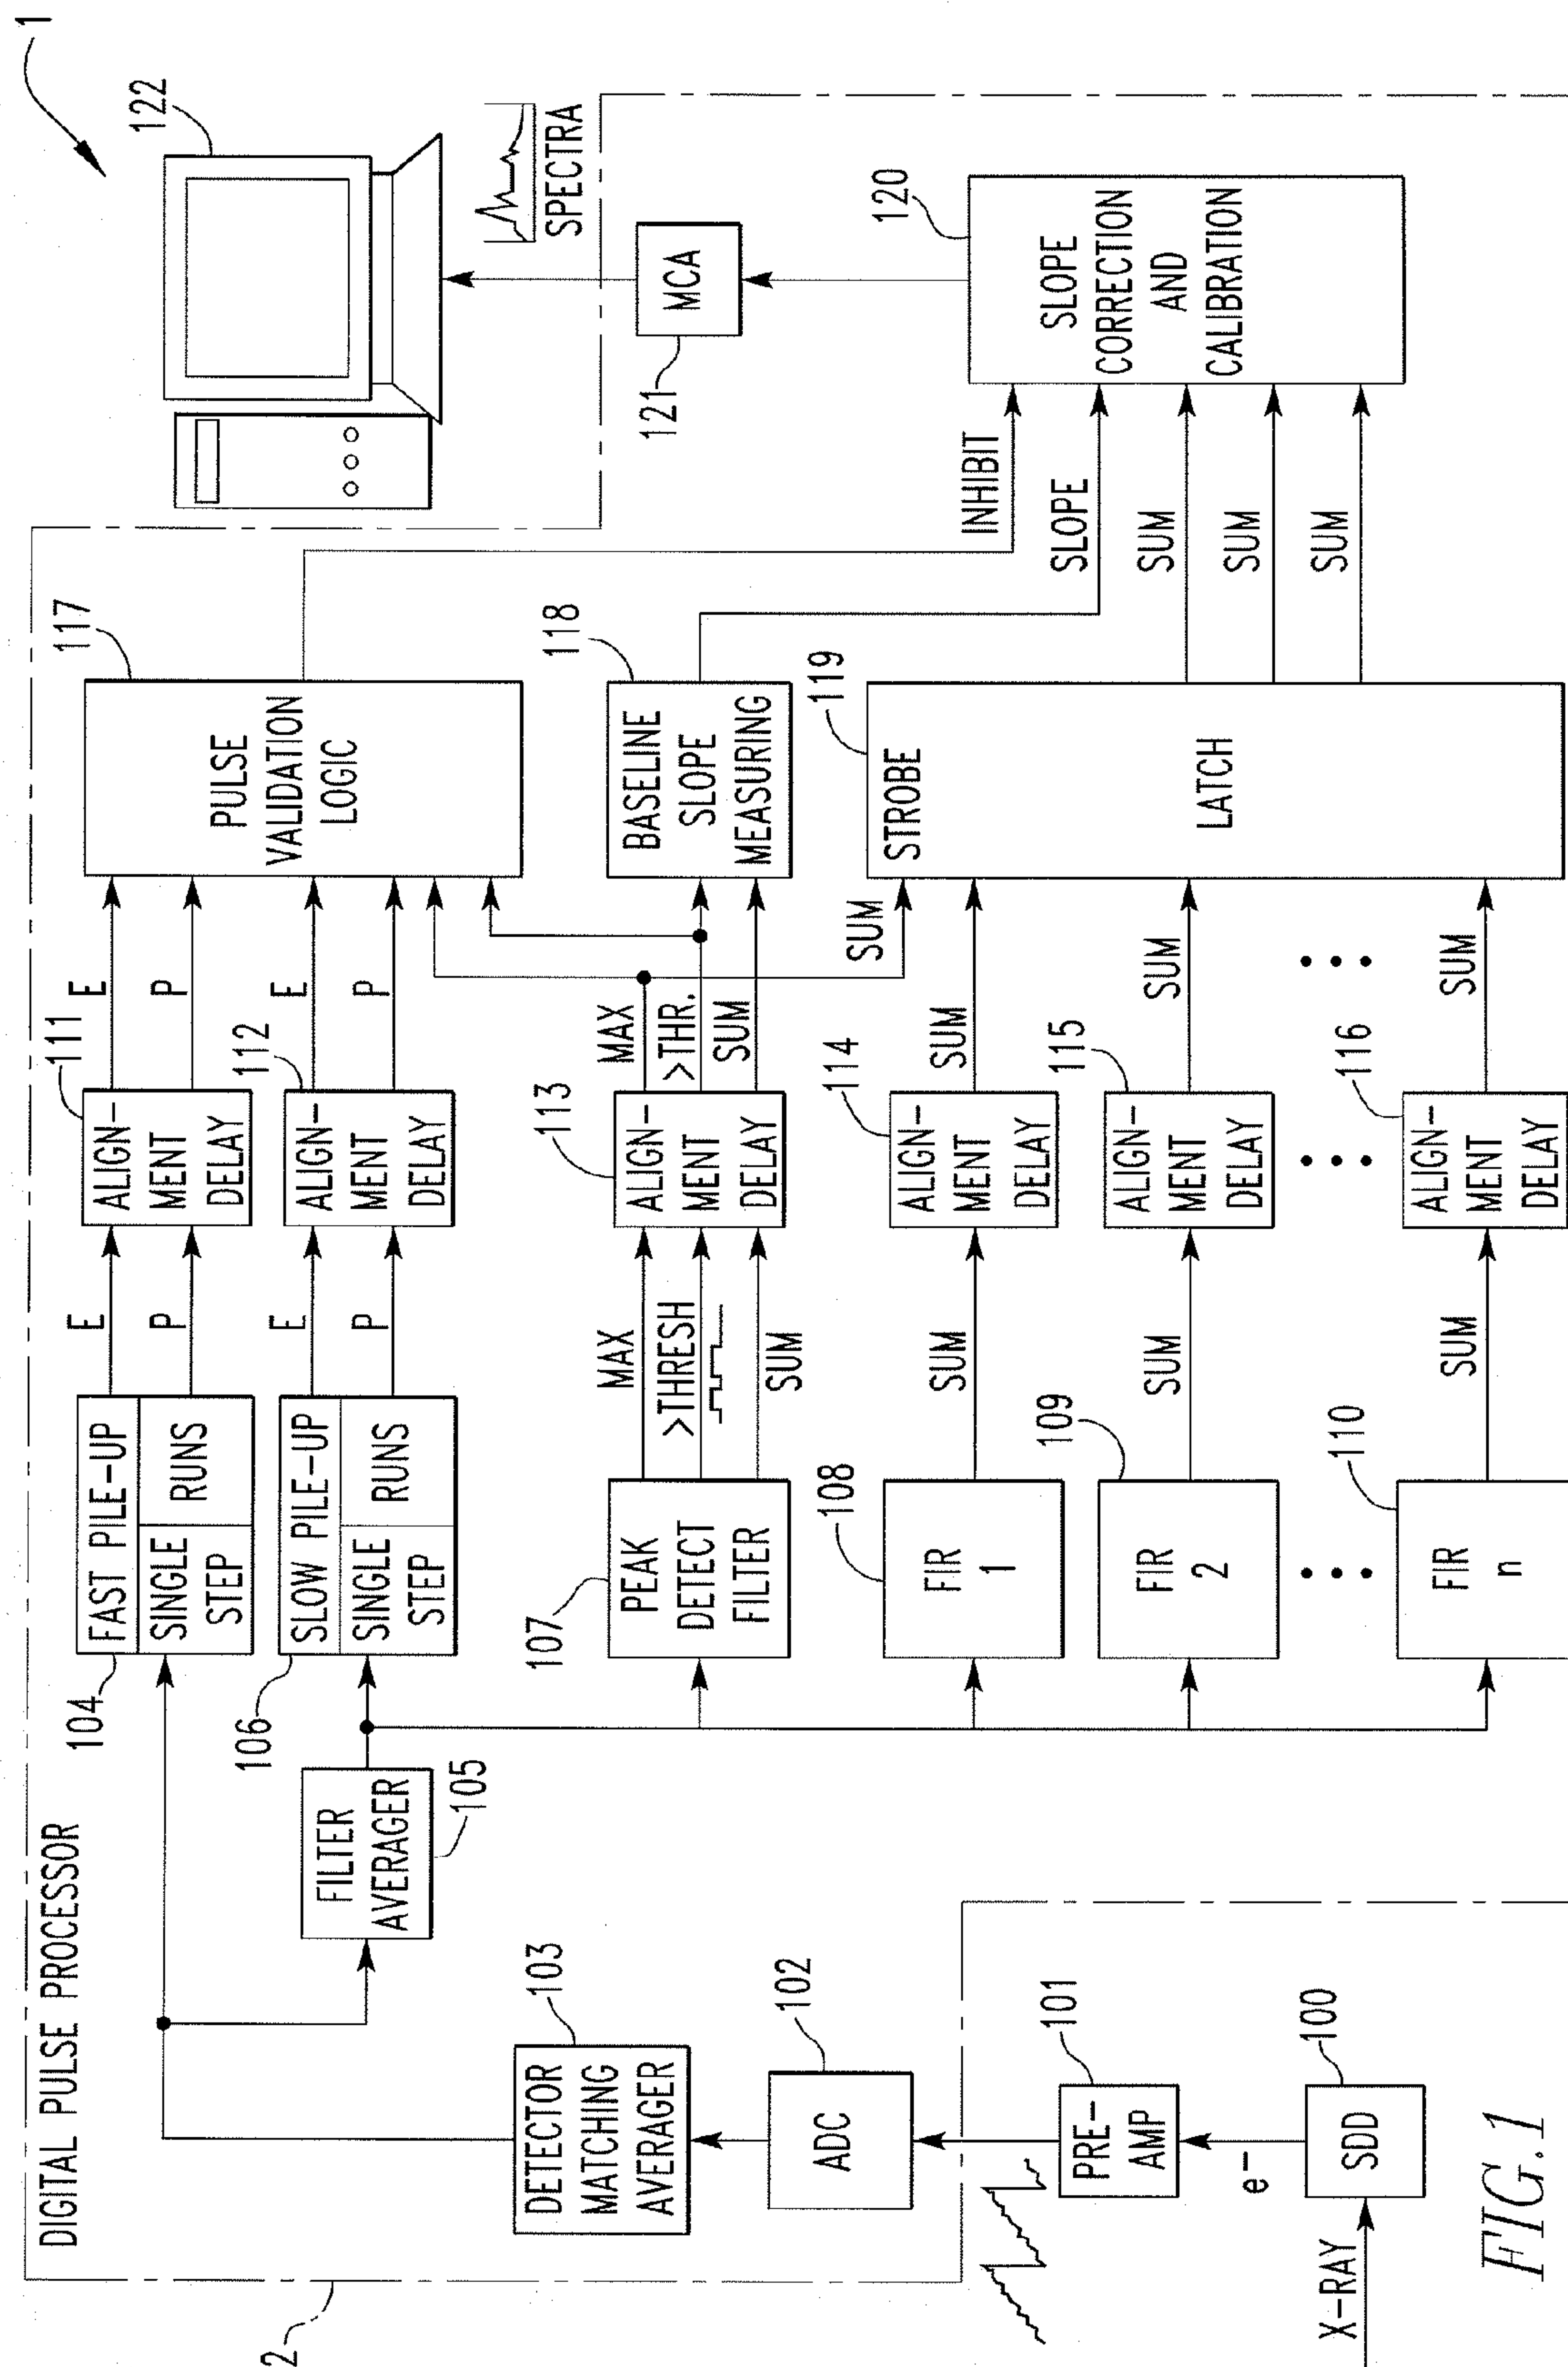 DIGITAL PULSE PROCESSOR
1
2
X-RAY
SDD
100
e–
PRE-
AMP
101
ADC
102
DETECTOR
MATCHING
AVERAGER
103
FILTER
AVERAGER
105
FAST PILE-UP
SINGLE
STEP
RUNS
104
SLOW PILE-UP
SINGLE
STEP
RUNS
106
PEAK
DETECT
FILTER
107
FIR
1
108
FIR
2
109
FIR
n
110
E
P
E
P
MAX
>THRESH
SUM
SUM
SUM
SUM
ALIGN-
MENT
DELAY
111
ALIGN-
MENT
DELAY
112
ALIGN-
MENT
DELAY
113
ALIGN-
MENT
DELAY
114
ALIGN-
MENT
DELAY
115
ALIGN-
MENT
DELAY
116
E
P
E
P
MAX
>THR.
SUM
SUM
SUM
SUM
SUM
PULSE
VALIDATION
LOGIC
117
BASELINE
SLOPE
MEASURING
118
STROBE
LATCH
119
INHIBIT
SLOPE
SUM
SUM
SUM
SLOPE
CORRECTION
AND
CALIBRATION
120
MCA
121
SPECTRA
122
FIG.1